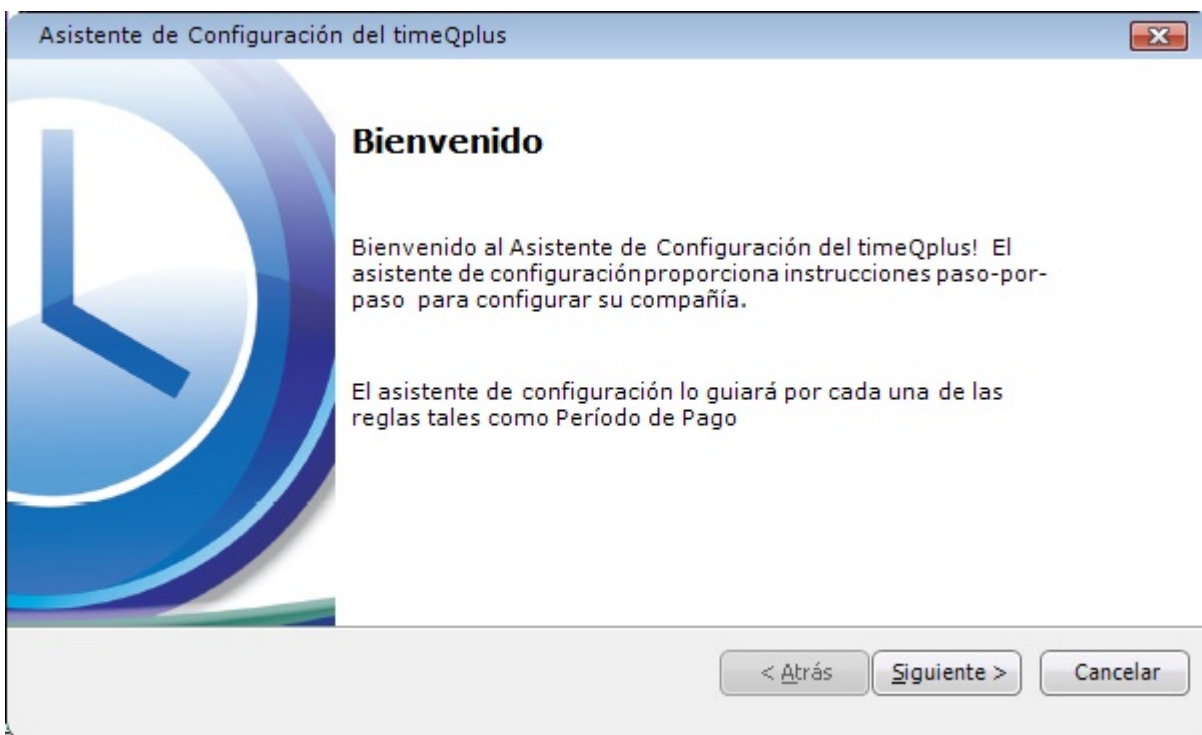 Asistente de Configuración del timeQplus
Bienvenido
Bienvenido al Asistente de Configuración del timeQplus! El
asistente de configuración proporciona instrucciones paso-por-
paso para configurar su compañía.
El asistente de configuración lo guiará por cada una de las
reglas tales como Período de Pago
< Atrás
Siguiente >
Cancelar